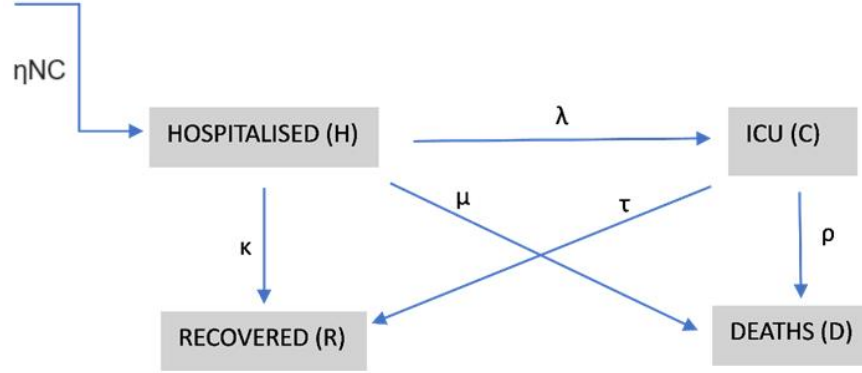 ηNC
λ
HOSPITALISED (H)
ICU (C)
μ
τ
κ
ρ
RECOVERED (R)
DEATHS (D)